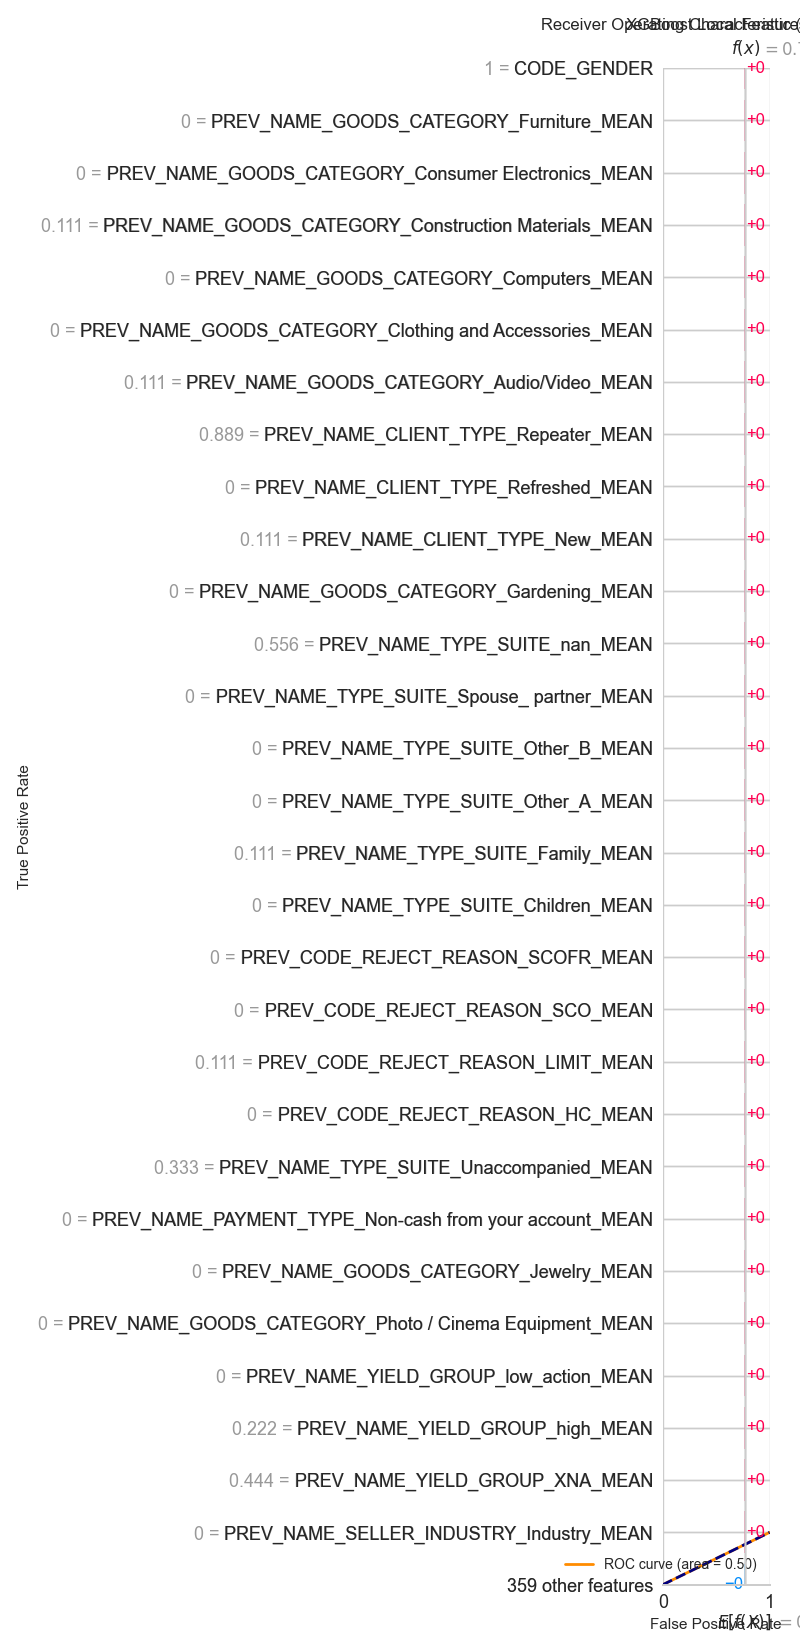 Receiver Operating Characteristic
XGBoost Local Feature
f(x) = 0.
1 = CODE_GENDER +0
0 = PREV_NAME_GOODS_CATEGORY_Furniture_MEAN +0
0 = PREV_NAME_GOODS_CATEGORY_Consumer Electronics_MEAN +0
0.111 = PREV_NAME_GOODS_CATEGORY_Construction Materials_MEAN +0
0 = PREV_NAME_GOODS_CATEGORY_Computers_MEAN +0
0 = PREV_NAME_GOODS_CATEGORY_Clothing and Accessories_MEAN +0
0.111 = PREV_NAME_GOODS_CATEGORY_Audio/Video_MEAN +0
0.889 = PREV_NAME_CLIENT_TYPE_Repeater_MEAN +0
0 = PREV_NAME_CLIENT_TYPE_Refreshed_MEAN +0
0.111 = PREV_NAME_CLIENT_TYPE_New_MEAN +0
0 = PREV_NAME_GOODS_CATEGORY_Gardening_MEAN +0
0.556 = PREV_NAME_TYPE_SUITE_nan_MEAN +0
0 = PREV_NAME_TYPE_SUITE_Spouse_ partner_MEAN +0
0 = PREV_NAME_TYPE_SUITE_Other_B_MEAN +0
0 = PREV_NAME_TYPE_SUITE_Other_A_MEAN +0
True Positive Rate
0.111 = PREV_NAME_TYPE_SUITE_Family_MEAN +0
0 = PREV_NAME_TYPE_SUITE_Children_MEAN +0
0 = PREV_CODE_REJECT_REASON_SCOFR_MEAN +0
0 = PREV_CODE_REJECT_REASON_SCO_MEAN +0
0.111 = PREV_CODE_REJECT_REASON_LIMIT_MEAN +0
0 = PREV_CODE_REJECT_REASON_HC_MEAN +0
0.333 = PREV_NAME_TYPE_SUITE_Unaccompanied_MEAN +0
0 = PREV_NAME_PAYMENT_TYPE_Non-cash from your account_MEAN +0
0 = PREV_NAME_GOODS_CATEGORY_Jewelry_MEAN +0
0 = PREV_NAME_GOODS_CATEGORY_Photo / Cinema Equipment_MEAN +0
0 = PREV_NAME_YIELD_GROUP_low_action_MEAN +0
0.222 = PREV_NAME_YIELD_GROUP_high_MEAN +0
0.444 = PREV_NAME_YIELD_GROUP_XNA_MEAN +0
0 = PREV_NAME_SELLER_INDUSTRY_Industry_MEAN +0
ROC curve (area = 0.50)
359 other features −0
0 1
False Positive Rate
E[f(X)] = 0